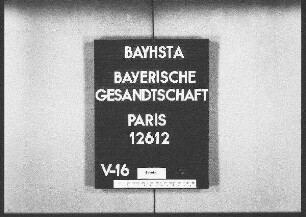 BAYHSTA
BAYERISCHE
GESANDTSCHAFT
PARIS
12612
V-16